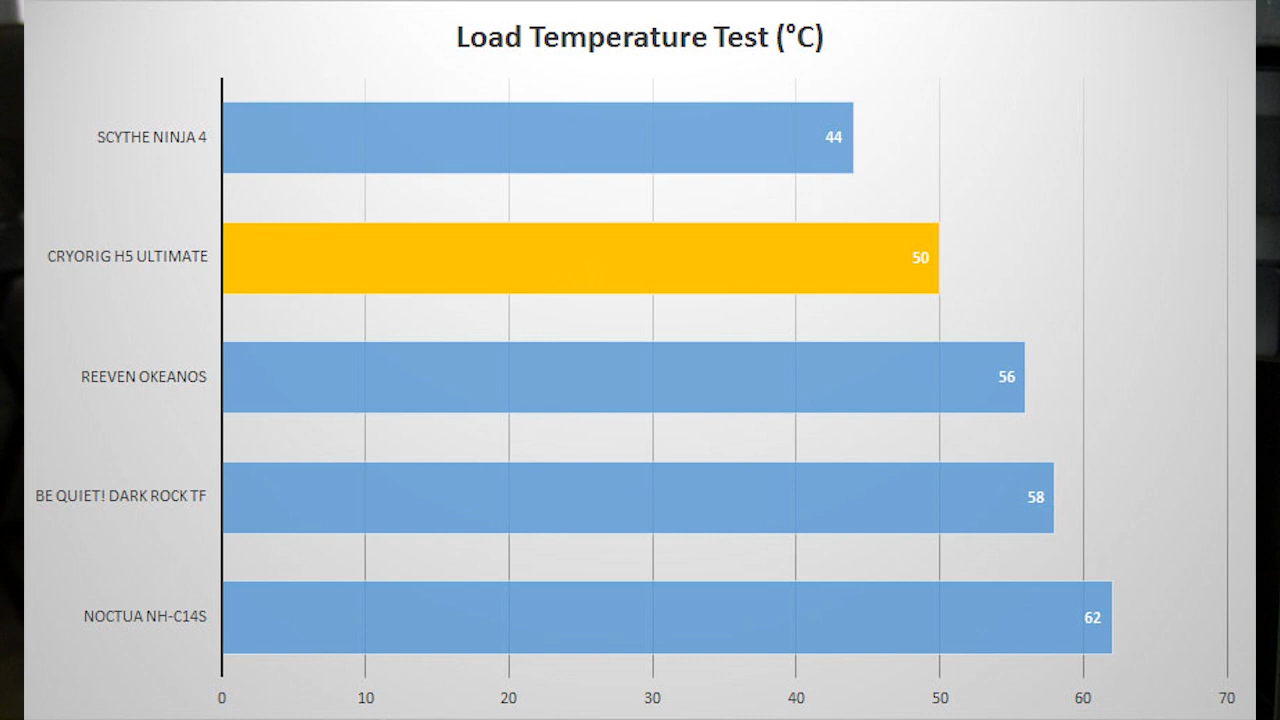 Load Temperature Test (°C)
SCYTHE NINJA 4
44
CRYORIG H5 ULTIMATE
50
REEVEN OKEANOS
56
BE QUIET! DARK ROCK TF
58
NOCTUA NH-C14S
62
0 10 20 30 40 50 60 70